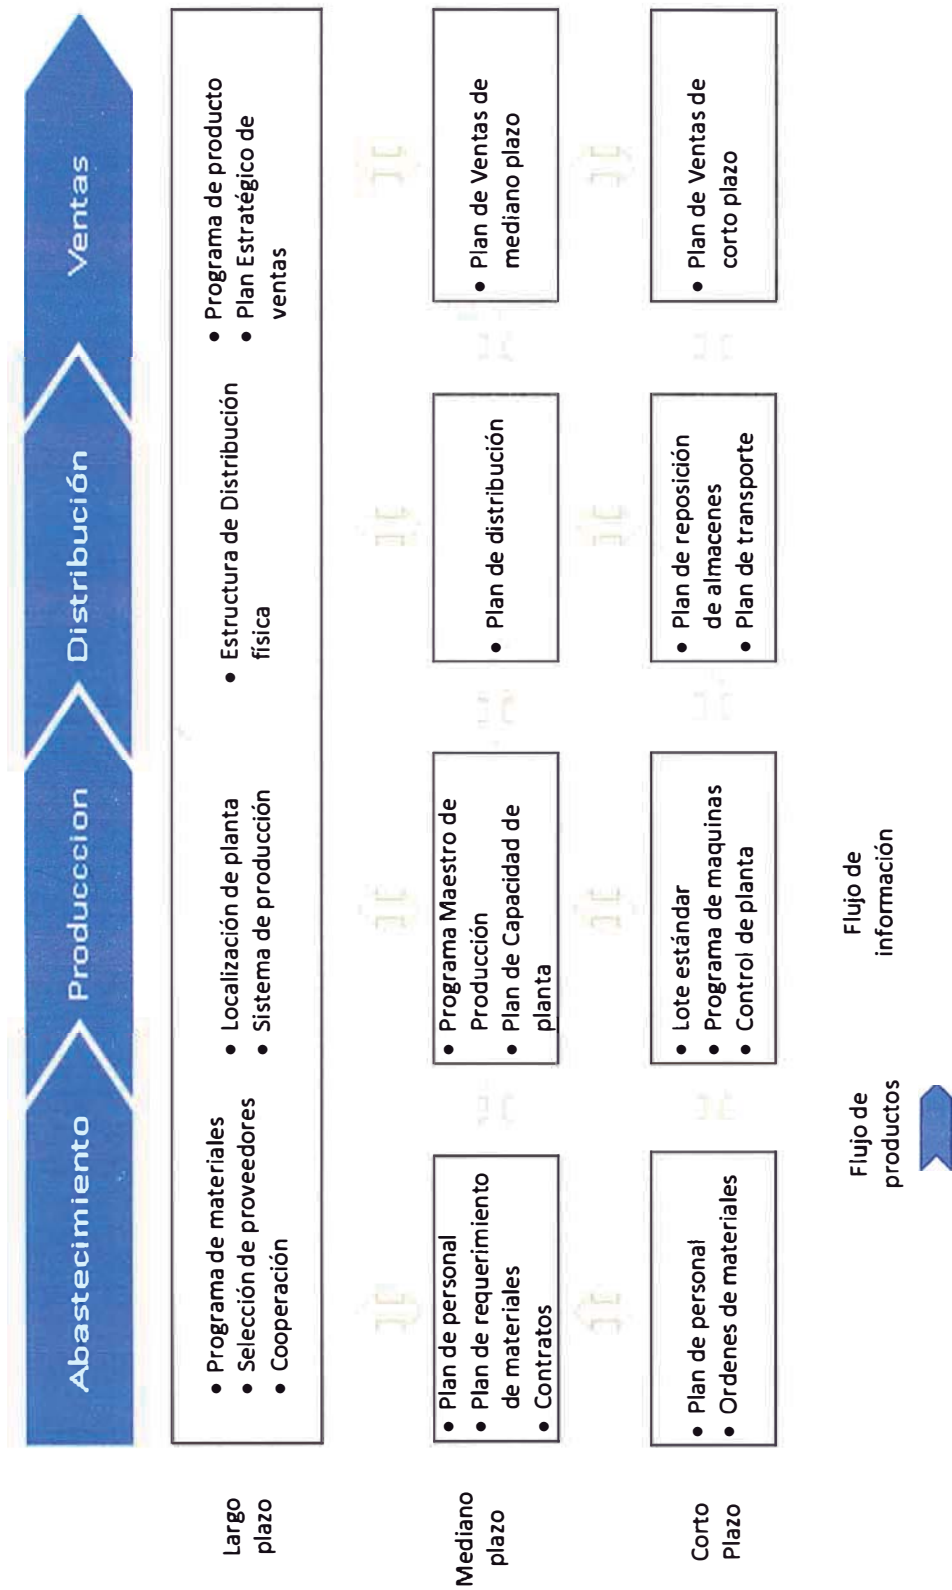 Abastecimiento
Producccion
Distribución
Ventas
Largo
plazo
• Programa de materiales
• Selección de proveedores
• Cooperación
• Localización de planta
• Sistema de producción
• Estructura de Distribución
física
• Programa de producto
• Plan Estratégico de
ventas
Mediano
plazo
• Plan de personal
• Plan de requerimiento
de materiales
• Contratos
• Programa Maestro de
Producción
• Plan de Capacidad de
planta
• Plan de distribución
• Plan de Ventas de
mediano plazo
Corto
Plazo
• Plan de personal
• Ordenes de materiales
• Lote estándar
• Programa de maquinas
• Control de planta
• Plan de reposición
de almacenes
• Plan de transporte
• Plan de Ventas de
corto plazo
Flujo de
productos
Flujo de
información